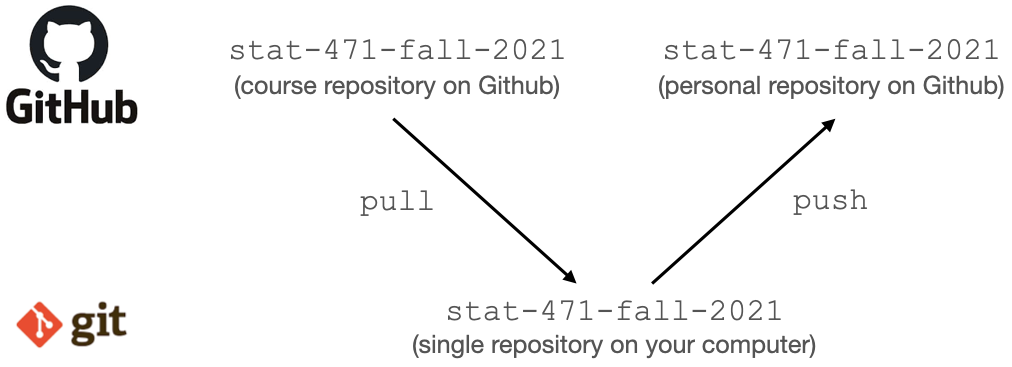 GitHub
stat-471-fall-2021
(course repository on Github)
stat-471-fall-2021
(personal repository on Github)
pull
push
git
stat-471-fall-2021
(single repository on your computer)